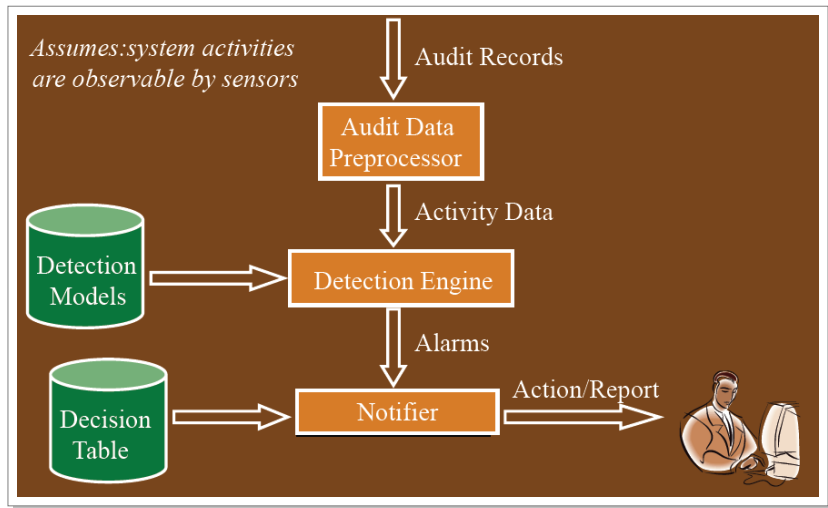 Assumes:system activities
are observable by sensors
Audit Records
Audit Data
Preprocessor
Activity Data
Detection
Models
Detection Engine
Alarms
Decision
Table
Notifier
Action/Report